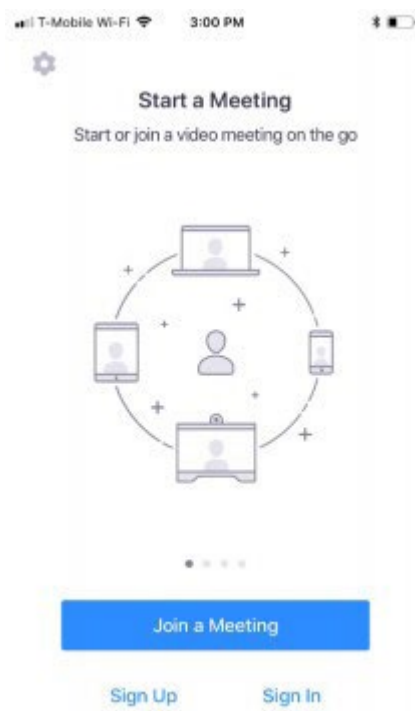 T-Mobile Wi-Fi 3:00 PM
Start a Meeting
Start or join a video meeting on the go
Join a Meeting
Sign Up Sign In